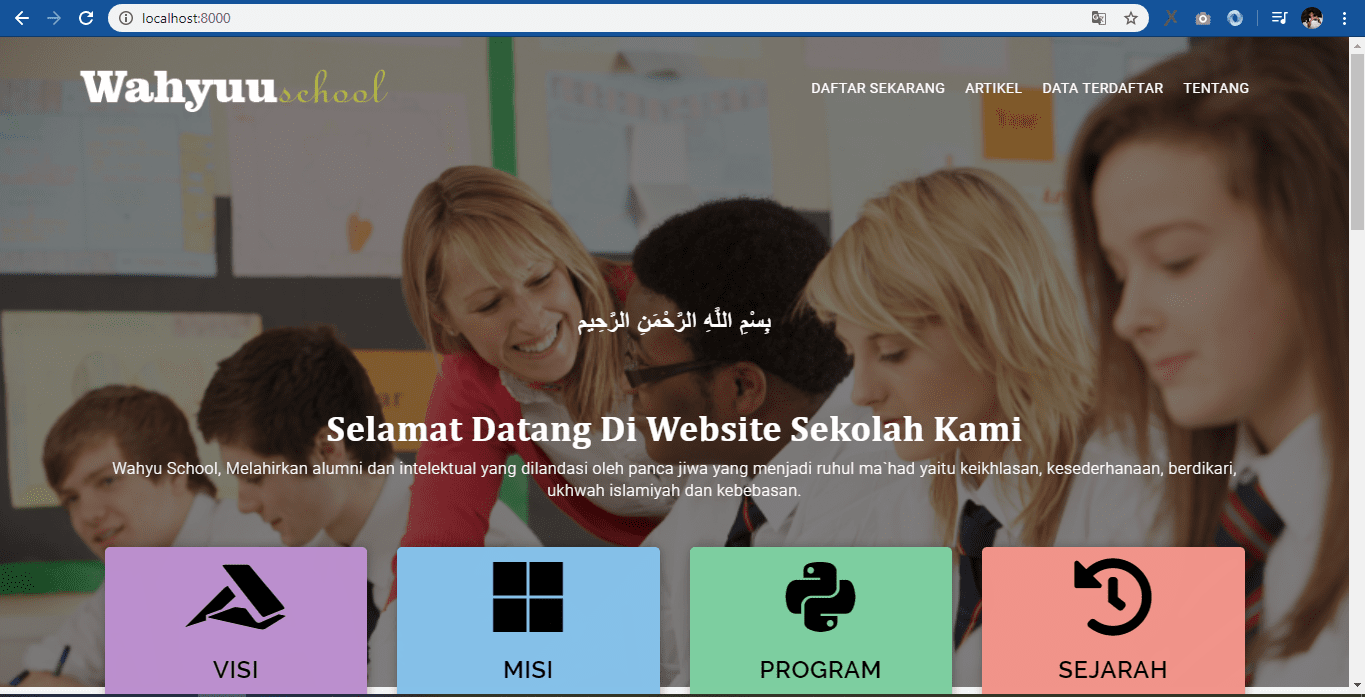 localhost:8000
Wahyuuschool
DAFTAR SEKARANG ARTIKEL DATA TERDAFTAR TENTANG
بِسْمِ اللَّهِ الرَّحْمَنِ الرَّحِيم
Selamat Datang Di Website Sekolah Kami
Wahyu School, Melahirkan alumni dan intelektual yang dilandasi oleh panca jiwa yang menjadi ruhul ma`had yaitu keikhlasan, kesederhanaan, berdikari,
ukhwah islamiyah dan kebebasan.
VISI MISI PROGRAM SEJARAH